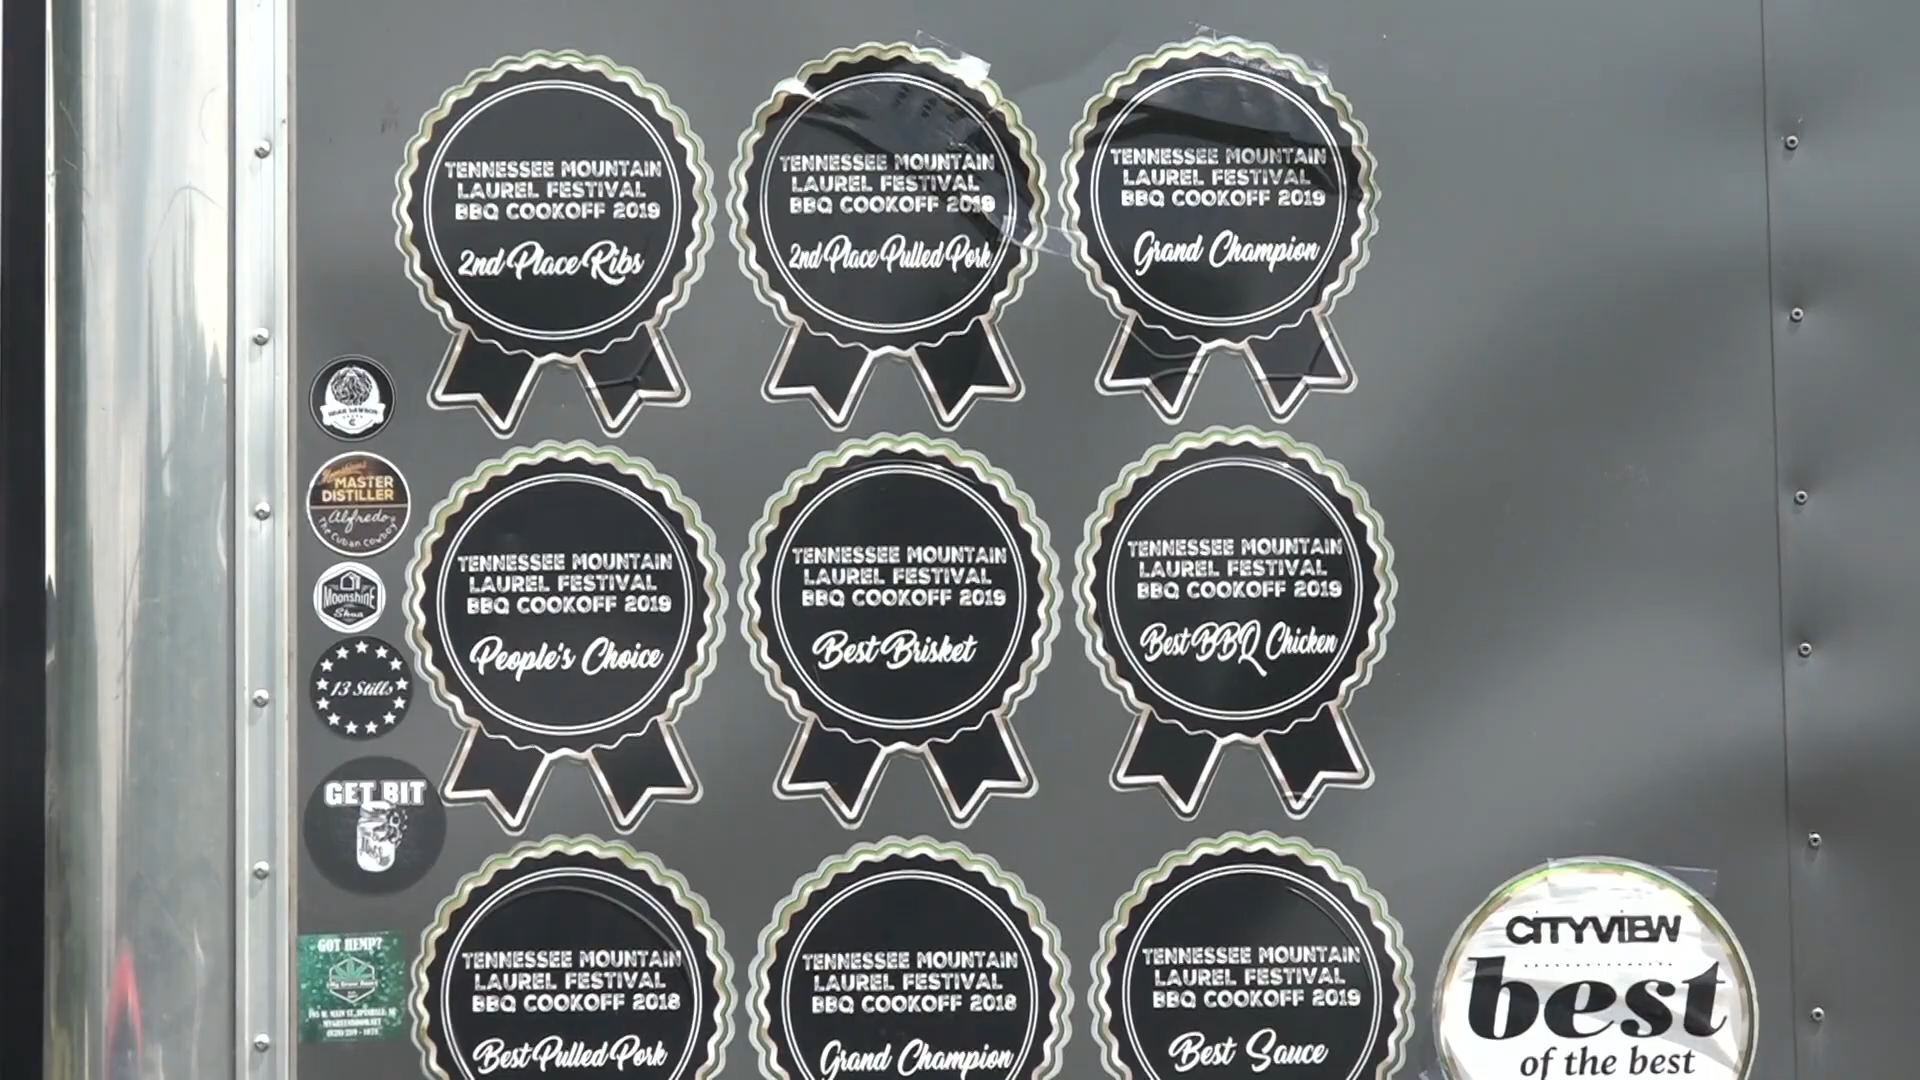 TENNESSEE MOUNTAIN
LAUREL FESTIVAL
BBQ COOKOFF 2019
2nd Place Ribs
TENNESSEE MOUNTAIN
LAUREL FESTIVAL
BBQ COOKOFF 2019
2nd Place Pulled Pork
TENNESSEE MOUNTAIN
LAUREL FESTIVAL
BBQ COOKOFF 2019
Grand Champion
MASTER
DISTILLER
Alfredo
The Cuban Cowboy
Moonshine
13 Stills
GET BIT
TENNESSEE MOUNTAIN
LAUREL FESTIVAL
BBQ COOKOFF 2019
People's Choice
TENNESSEE MOUNTAIN
LAUREL FESTIVAL
BBQ COOKOFF 2019
Best Brisket
TENNESSEE MOUNTAIN
LAUREL FESTIVAL
BBQ COOKOFF 2019
Best BBQ Chicken
GOT HEMP?
TENNESSEE MOUNTAIN
LAUREL FESTIVAL
BBQ COOKOFF 2018
Best Pulled Pork
TENNESSEE MOUNTAIN
LAUREL FESTIVAL
BBQ COOKOFF 2018
Grand Champion
TENNESSEE MOUNTAIN
LAUREL FESTIVAL
BBQ COOKOFF 2019
Best Sauce
CITYVIEW
best
of the best